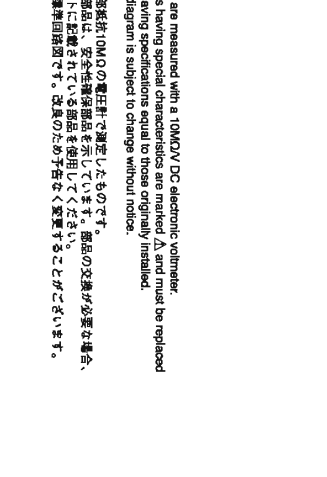 are measured with a 10MΩ/V DC electronic voltmeter.
s having special characteristics are marked ⚠ and must be replaced
aving specifications equal to those originally installed.
diagram is subject to change without notice.
部抵抗10MΩの電圧計で測定したものです。
部品は、安全性確保部品を示しています。部品の交換が必要な場合、
トに記載されている部品を使用してください。
標準回路図です。改良のため予告なく変更することがございます。